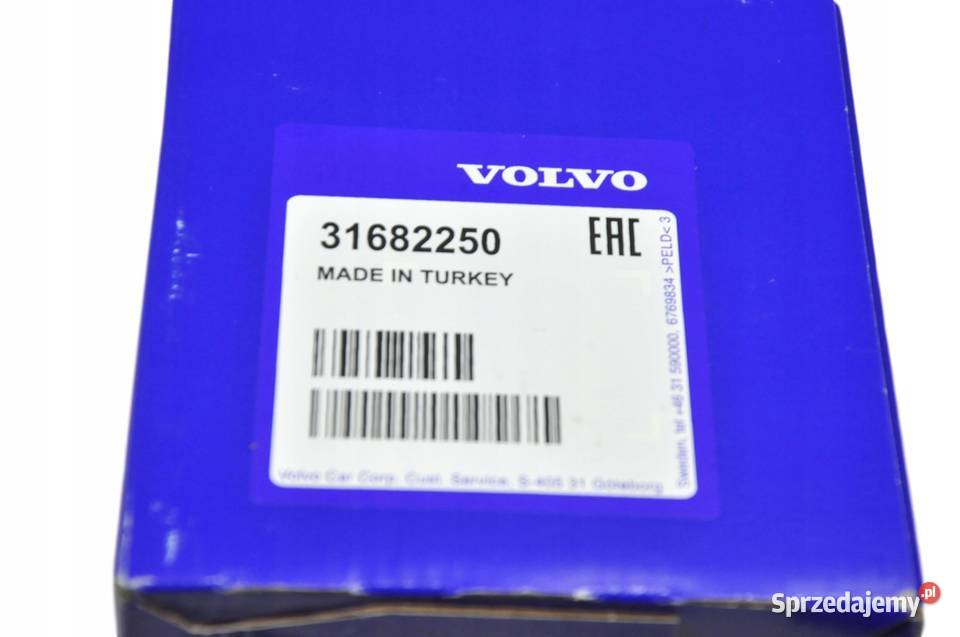 VOLVO
31682250
EAC
MADE IN TURKEY
Volvo Car Corp. Cust. Service, S-405 31 Göteborg
Sweden, tel +46 31 590000, 6769834 >PELD< 3
Sprzedajemy.pl